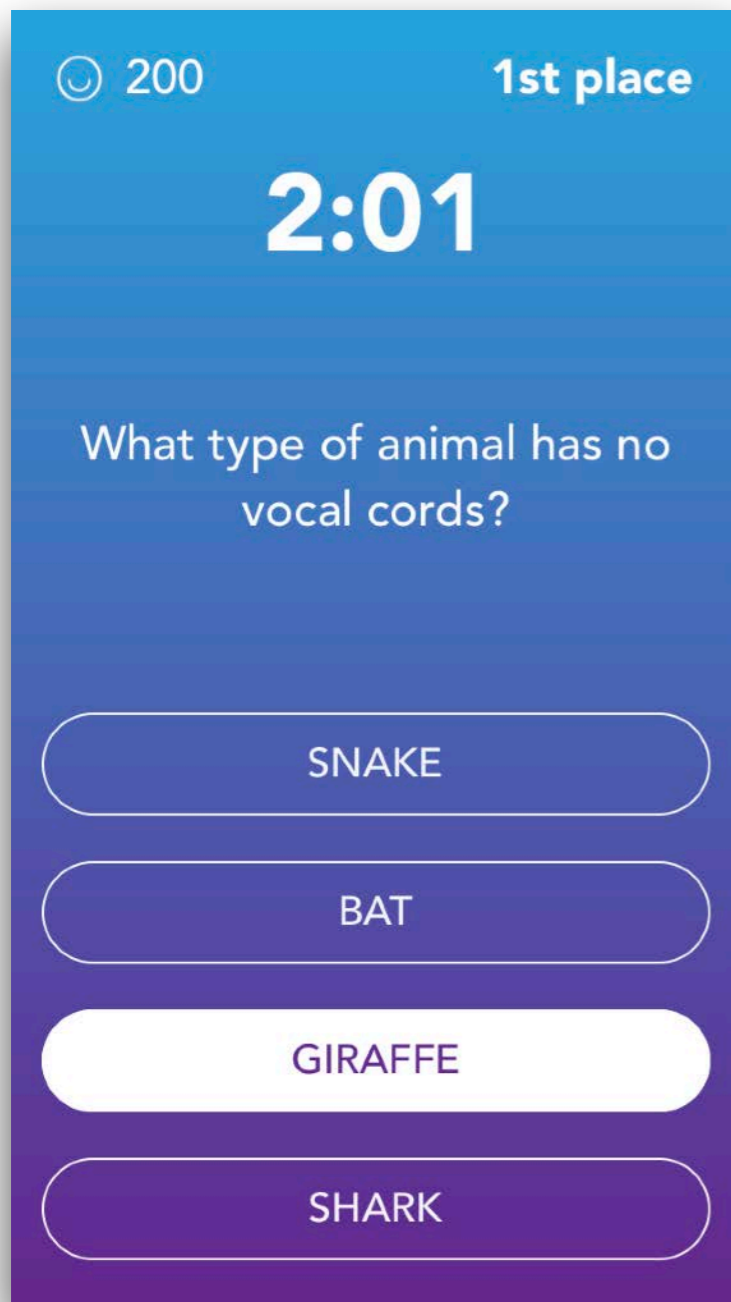 200
1st place
2:01
What type of animal has no
vocal cords?
SNAKE
BAT
GIRAFFE
SHARK